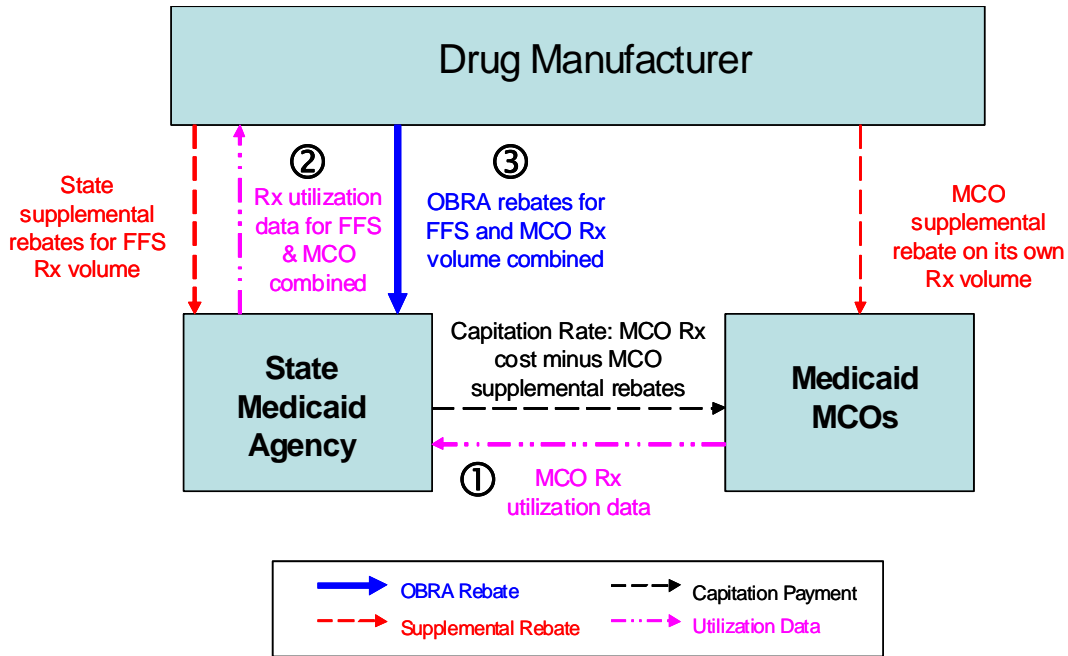 Drug Manufacturer
State
supplemental
rebates for FFS
Rx volume
②
Rx utilization
data for FFS
& MCO
combined
③
OBRA rebates for
FFS and MCO Rx
volume combined
MCO
supplemental
rebate on its own
Rx volume
State
Medicaid
Agency
Capitation Rate: MCO Rx
cost minus MCO
supplemental rebates
Medicaid
MCOs
①
MCO Rx
utilization data
OBRA Rebate
Capitation Payment
Supplemental Rebate
Utilization Data